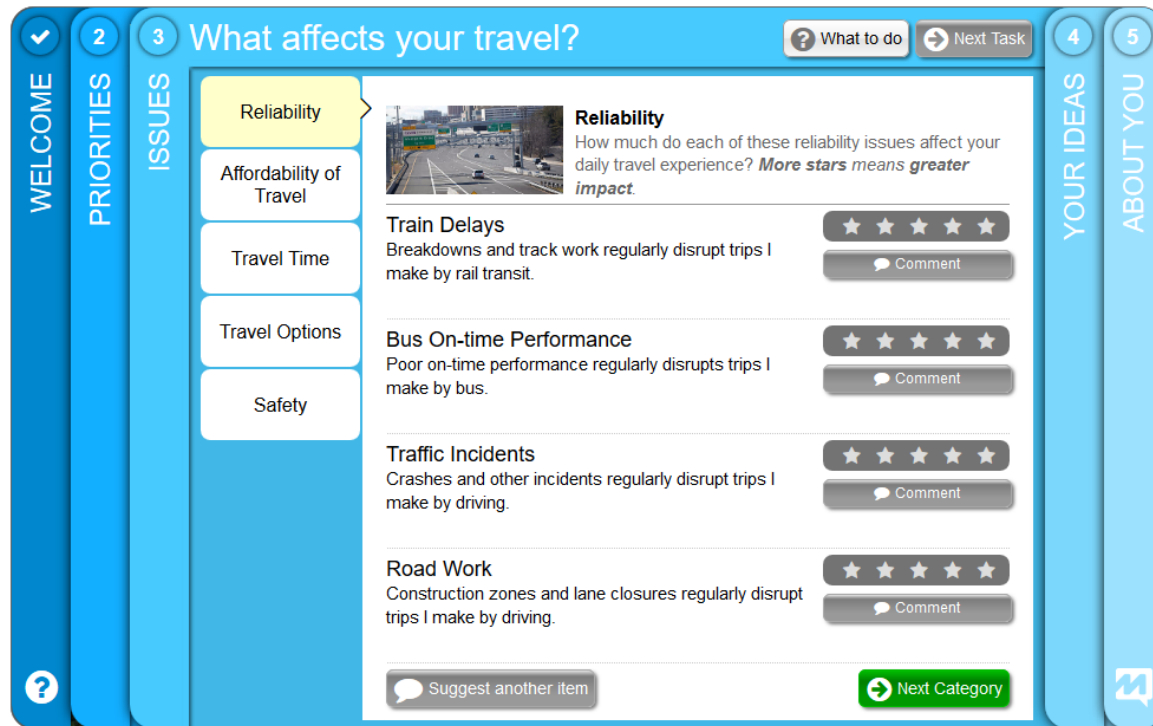 WELCOME
2
PRIORITIES
3
ISSUES
What affects your travel?
? What to do
Next Task
Reliability
Affordability of
Travel
Travel Time
Travel Options
Safety
Reliability
How much do each of these reliability issues affect your
daily travel experience? More stars means greater
impact.
Train Delays
Breakdowns and track work regularly disrupt trips I
make by rail transit.
Comment
Bus On-time Performance
Poor on-time performance regularly disrupts trips I
make by bus.
Comment
Traffic Incidents
Crashes and other incidents regularly disrupt trips I
make by driving.
Comment
Road Work
Construction zones and lane closures regularly disrupt
trips I make by driving.
Comment
Suggest another item
Next Category
4
YOUR IDEAS
5
ABOUT YOU
?